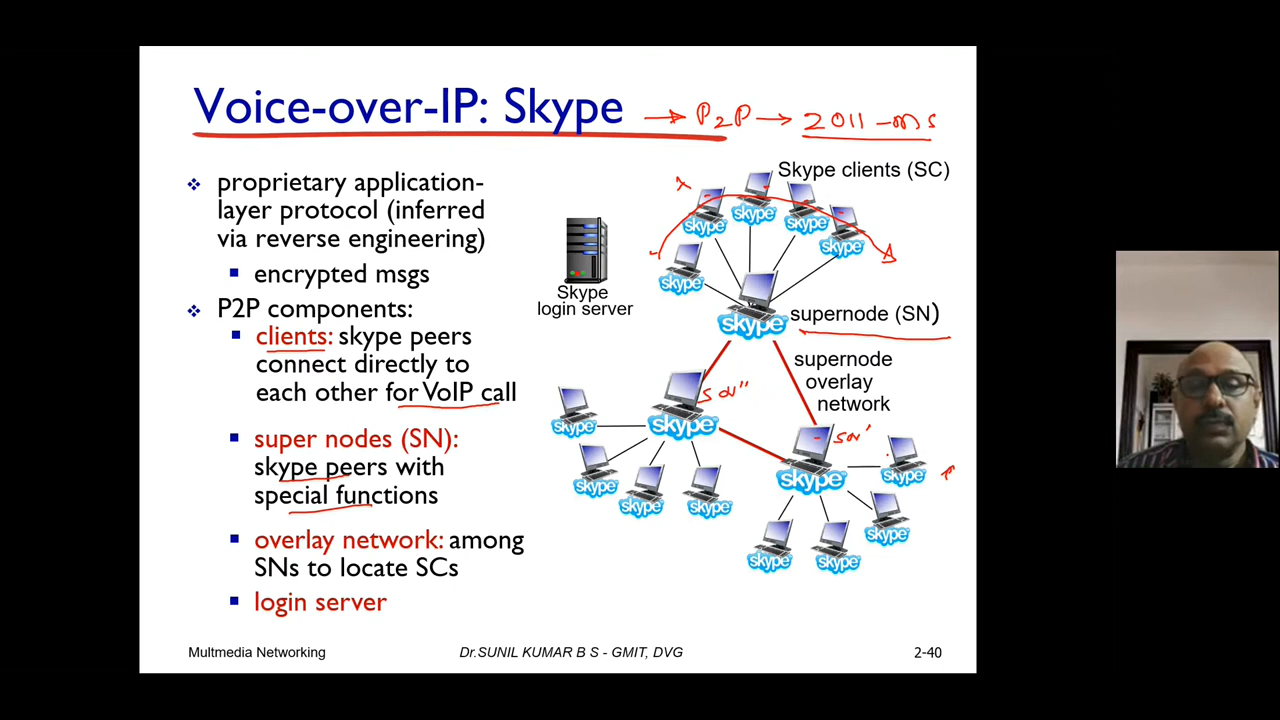 Voice-over-IP: Skype → P2P → 2011-MS
❖ proprietary application-
layer protocol (inferred
via reverse engineering)
▪ encrypted msgs
❖ P2P components:
▪ clients: skype peers
connect directly to
each other for VoIP call
▪ super nodes (SN):
skype peers with
special functions
▪ overlay network: among
SNs to locate SCs
▪ login server
Skype clients (SC)
skype
skype
skype
skype
skype
Skype
login server
skype
supernode (SN)
supernode
overlay
network
skype
skype
skype
skype
skype
skype
skype
skype
skype
skype
Multmedia Networking
Dr.SUNIL KUMAR B S - GMIT, DVG
2-40